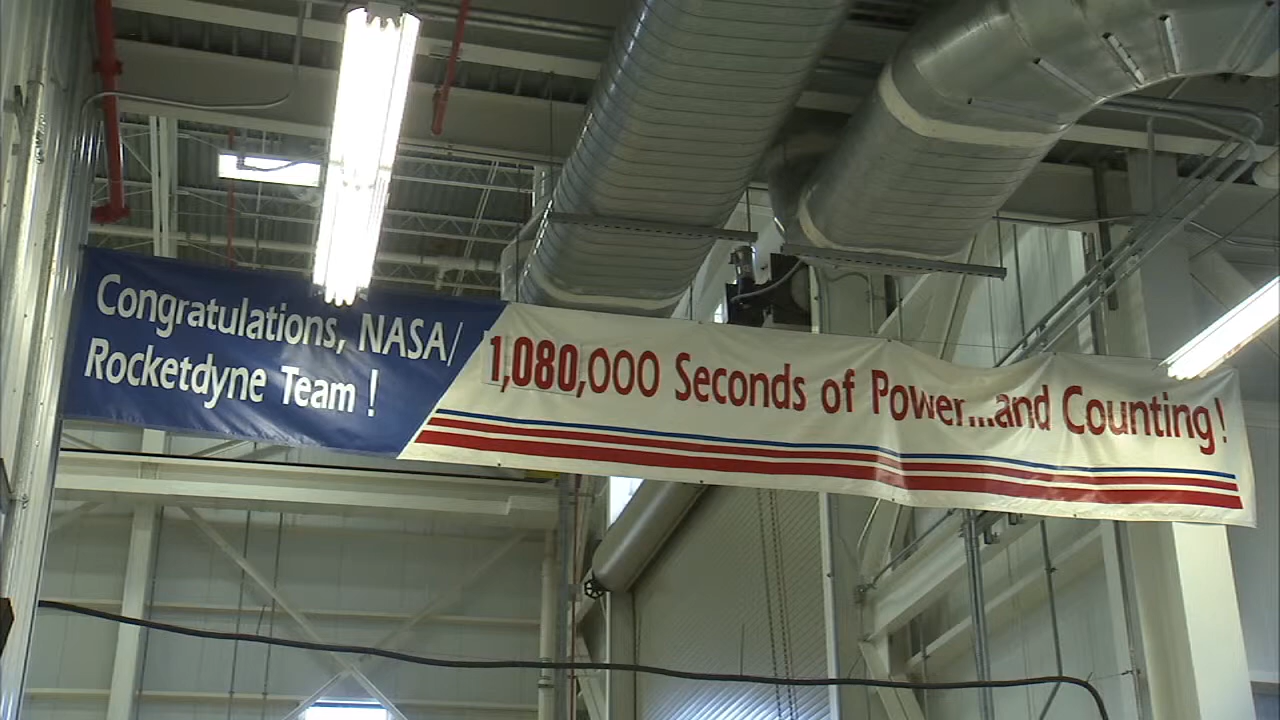 Congratulations, NASA/
Rocketdyne Team !
1,080,000 Seconds of Power...and Counting!